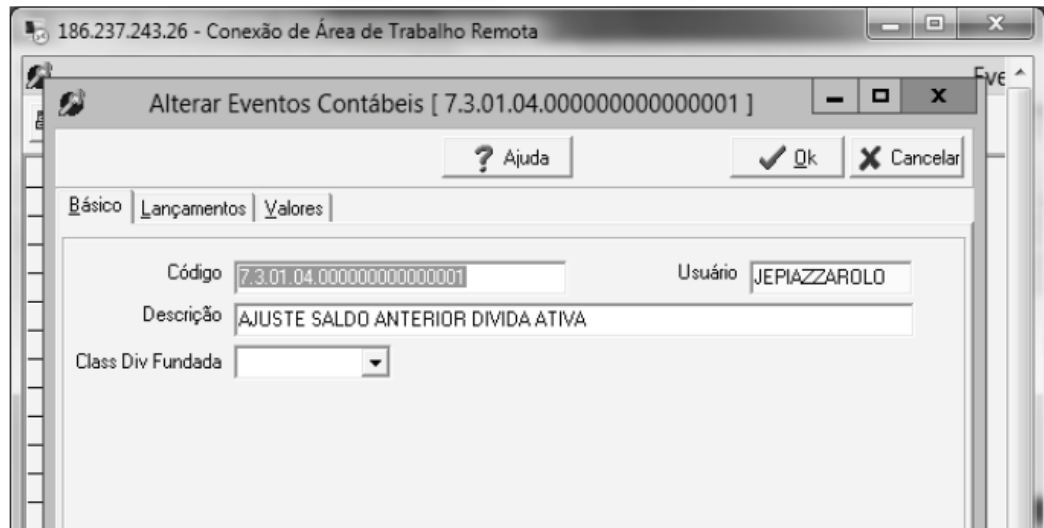 186.237.243.26 - Conexão de Área de Trabalho Remota
Eve
Alterar Eventos Contábeis [ 7.3.01.04.000000000000001 ]
? Ajuda
Ok
Cancelar
Básico
Lançamentos
Valores
Código 7.3.01.04.000000000000001 Usuário JEPIAZZAROLO
Descrição AJUSTE SALDO ANTERIOR DIVIDA ATIVA
Class Div Fundada